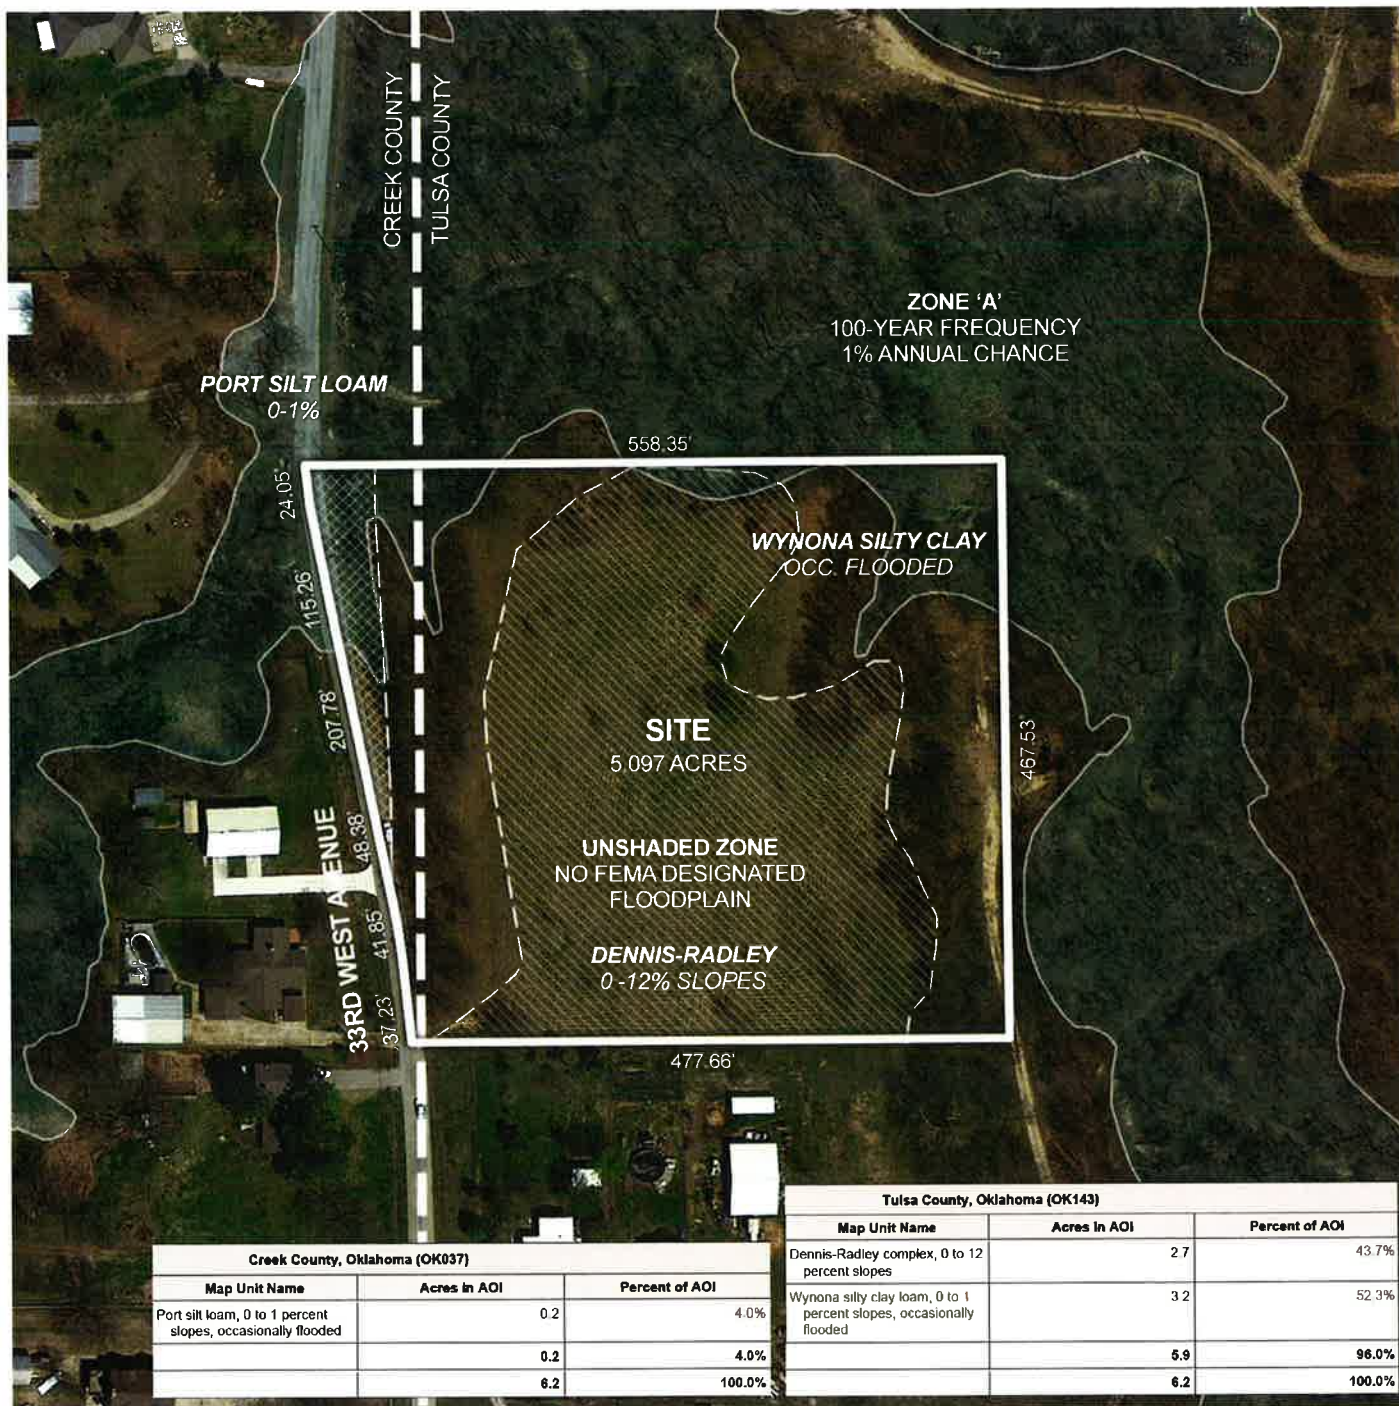 CREEK COUNTY
TULSA COUNTY
ZONE ‘A’
100-YEAR FREQUENCY
1% ANNUAL CHANCE
PORT SILT LOAM
0-1%
558.35'
24.05'
115.26'
207.78'
48.38'
41.85'
37.23'
33RD WEST AVENUE
WYNONA SILTY CLAY
OCC. FLOODED
SITE
5.097 ACRES
467.53'
UNSHADED ZONE
NO FEMA DESIGNATED
FLOODPLAIN
DENNIS-RADLEY
0 -12% SLOPES
477.66'
Creek County, Oklahoma (OK037)
Map Unit Name Acres in AOI Percent of AOI
Port silt loam, 0 to 1 percent
slopes, occasionally flooded 0.2 4.0%
0.2 4.0%
6.2 100.0%
Tulsa County, Oklahoma (OK143)
Map Unit Name Acres in AOI Percent of AOI
Dennis-Radley complex, 0 to 12
percent slopes 2.7 43.7%
Wynona silty clay loam, 0 to 1
percent slopes, occasionally
flooded 3.2 52.3%
5.9 96.0%
6.2 100.0%